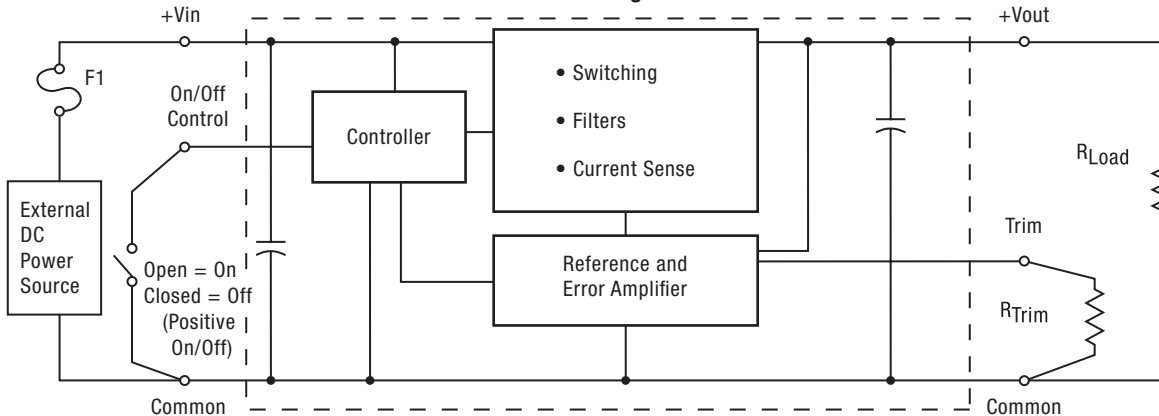 +Vin
+Vout
F1
On/Off
Control
Controller
• Switching
• Filters
• Current Sense
RLoad
External
DC
Power
Source
Open = On
Closed = Off
(Positive
On/Off)
Reference and
Error Amplifier
Trim
RTrim
Common
Common